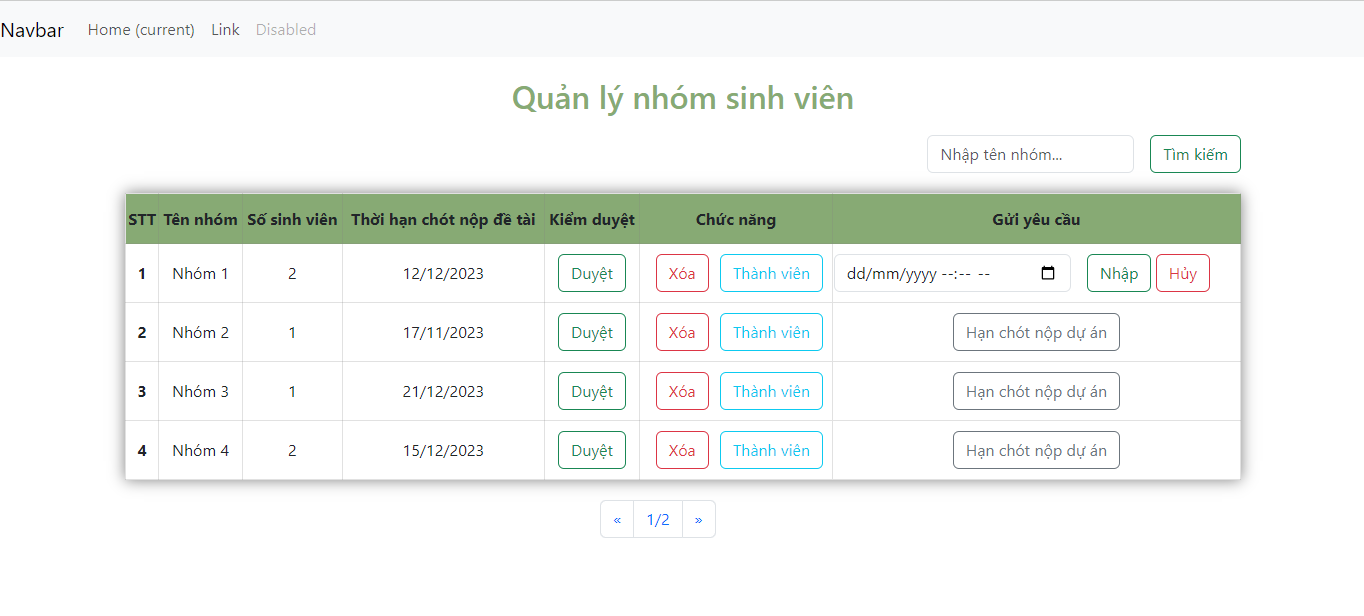 Navbar Home (current) Link Disabled
Quản lý nhóm sinh viên
Nhập tên nhóm... Tìm kiếm
STT Tên nhóm Số sinh viên Thời hạn chót nộp đề tài Kiểm duyệt Chức năng Gửi yêu cầu
1 Nhóm 1 2 12/12/2023 Duyệt Xóa Thành viên dd/mm/yyyy --:-- -- Nhập Hủy
2 Nhóm 2 1 17/11/2023 Duyệt Xóa Thành viên Hạn chót nộp dự án
3 Nhóm 3 1 21/12/2023 Duyệt Xóa Thành viên Hạn chót nộp dự án
4 Nhóm 4 2 15/12/2023 Duyệt Xóa Thành viên Hạn chót nộp dự án
« 1/2 »